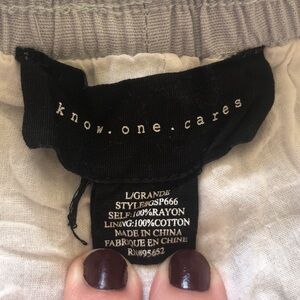 know.one.cares
L/GRANDE
STYLE#GSP666
SELF:100%RAYON
LINING:100%COTTON
MADE IN CHINA
FABRIQUE EN CHINE
RN#95652